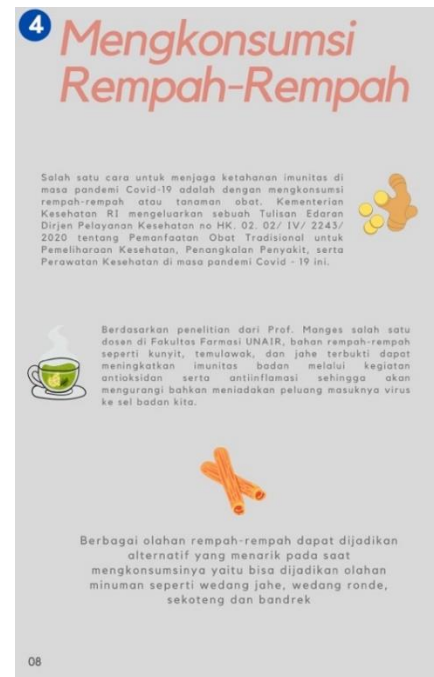 4
Mengkonsumsi
Rempah-Rempah
Salah satu cara untuk menjaga ketahanan imunitas di
masa pandemi Covid-19 adalah dengan mengkonsumsi
rempah-rempah atau tanaman obat. Kementerian
Kesehatan RI mengeluarkan sebuah Tulisan Edaran
Dirjen Pelayanan Kesehatan no HK. 02. 02/ IV/ 2243/
2020 tentang Pemanfaatan Obat Tradisional untuk
Pemeliharaan Kesehatan, Penangkalan Penyakit, serta
Perawatan Kesehatan di masa pandemi Covid - 19 ini.
Berdasarkan penelitian dari Prof. Manges salah satu
dosen di Fakultas Farmasi UNAIR, bahan rempah-rempah
seperti kunyit, temulawak, dan jahe terbukti dapat
meningkatkan imunitas badan melalui kegiatan
antioksidan serta antiinflamasi sehingga akan
mengurangi bahkan meniadakan peluang masuknya virus
ke sel badan kita.
Berbagai olahan rempah-rempah dapat dijadikan
alternatif yang menarik pada saat
mengkonsumsinya yaitu bisa dijadikan olahan
minuman seperti wedang jahe, wedang ronde,
sekoteng dan bandrek
08